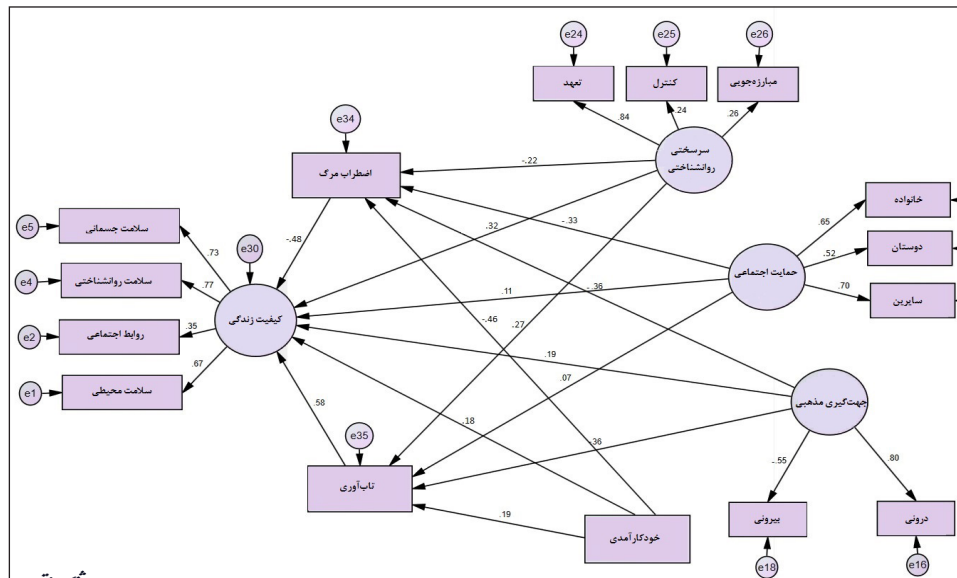 e24
e25
e26
تعهد
کنترل
مبارزه‌جویی
.84
.24
.26
سرسختی
روانشناختی
e34
اضطراب مرگ
-.22
-.33
.32
-.48
خانواده
.65
دوستان
.52
سایرین
.70
حمایت اجتماعی
e5
سلامت جسمانی
.73
e30
e4
سلامت روانشناختی
.77
کیفیت زندگی
.11
-.36
e2
روابط اجتماعی
.35
-.46
.27
.19
e1
سلامت محیطی
.67
.07
جهت‌گیری مذهبی
.58
.18
-.36
e35
تاب‌آوری
.19
خودکارآمدی
-.55
.80
بیرونی
درونی
e18
e16